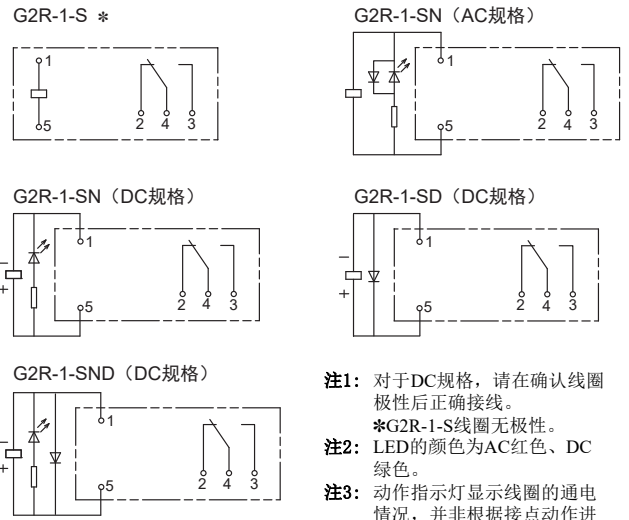 G2R-1-S ✻
1
5
2 4 3
G2R-1-SN（AC规格）
1
5
2 4 3
G2R-1-SN（DC规格）
−
+
1
5
2 4 3
G2R-1-SD（DC规格）
−
+
1
5
2 4 3
G2R-1-SND（DC规格）
−
+
1
5
2 4 3
注1: 对于DC规格，请在确认线圈
极性后正确接线。
✻G2R-1-S线圈无极性。
注2: LED的颜色为AC红色、DC
绿色。
注3: 动作指示灯显示线圈的通电
情况，并非根据接点动作进